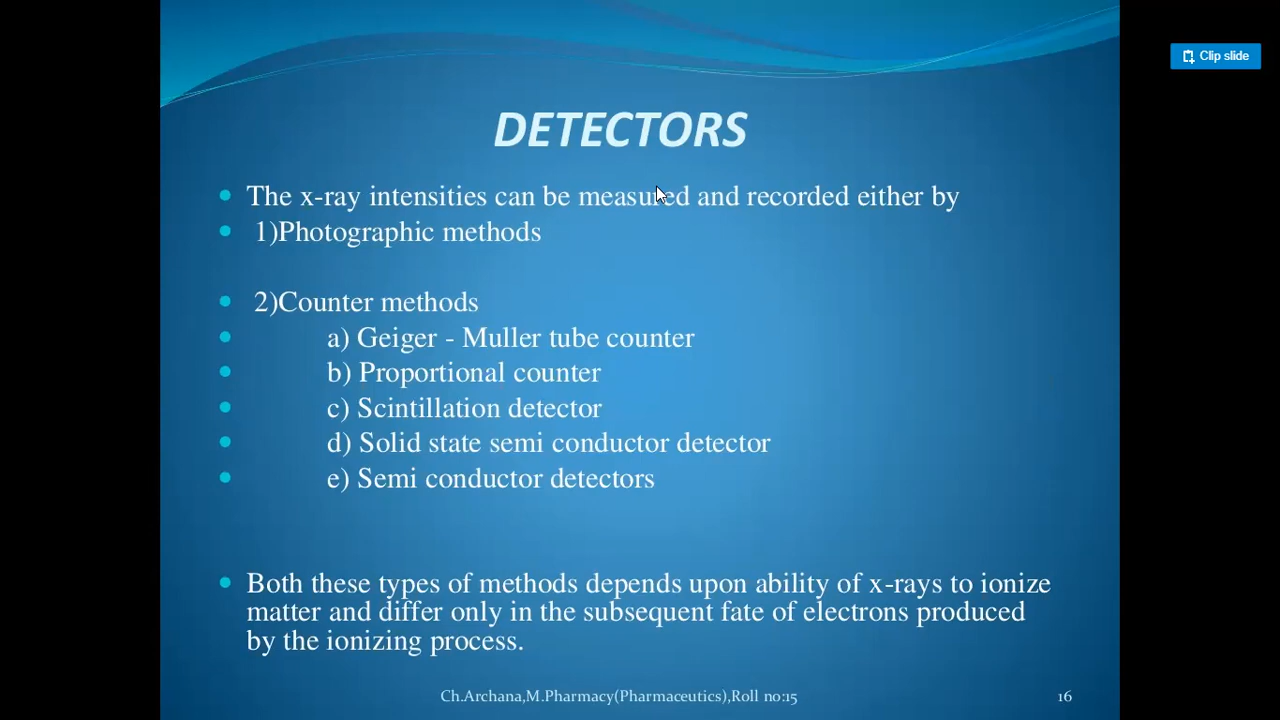 Clip slide
DETECTORS
The x-ray intensities can be measured and recorded either by
1)Photographic methods
2)Counter methods
a) Geiger - Muller tube counter
b) Proportional counter
c) Scintillation detector
d) Solid state semi conductor detector
e) Semi conductor detectors
Both these types of methods depends upon ability of x-rays to ionize
matter and differ only in the subsequent fate of electrons produced
by the ionizing process.
Ch.Archana,M.Pharmacy(Pharmaceutics),Roll no:15
16